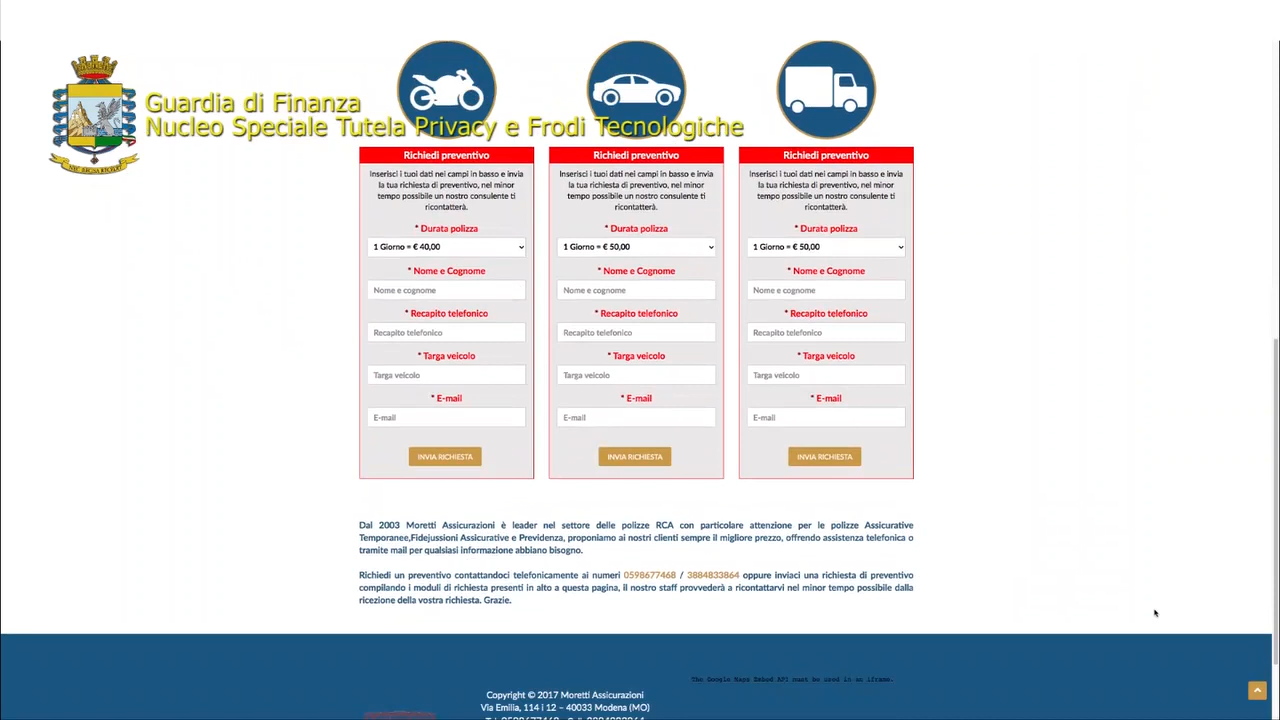 Guardia di Finanza
Nucleo Speciale Tutela Privacy e Frodi Tecnologiche
Richiedi preventivo
Inserisci i tuoi dati nei campi in basso e invia
la tua richiesta di preventivo, nel minor
tempo possibile un nostro consulente ti
ricontatterà.
* Durata polizza
1 Giorno = € 40,00
* Nome e Cognome
Nome e cognome
* Recapito telefonico
Recapito telefonico
* Targa veicolo
Targa veicolo
* E-mail
E-mail
INVIA RICHIESTA
Richiedi preventivo
Inserisci i tuoi dati nei campi in basso e invia
la tua richiesta di preventivo, nel minor
tempo possibile un nostro consulente ti
ricontatterà.
* Durata polizza
1 Giorno = € 50,00
* Nome e Cognome
Nome e cognome
* Recapito telefonico
Recapito telefonico
* Targa veicolo
Targa veicolo
* E-mail
E-mail
INVIA RICHIESTA
Richiedi preventivo
Inserisci i tuoi dati nei campi in basso e invia
la tua richiesta di preventivo, nel minor
tempo possibile un nostro consulente ti
ricontatterà.
* Durata polizza
1 Giorno = € 50,00
* Nome e Cognome
Nome e cognome
* Recapito telefonico
Recapito telefonico
* Targa veicolo
Targa veicolo
* E-mail
E-mail
INVIA RICHIESTA
Dal 2003 Moretti Assicurazioni è leader nel settore delle polizze RCA con particolare attenzione per le polizze Assicurative
Temporanee,Fidejussioni Assicurative e Previdenza, proponiamo ai nostri clienti sempre il migliore prezzo, offrendo assistenza telefonica o
tramite mail per qualsiasi informazione abbiano bisogno.
Richiedi un preventivo contattandoci telefonicamente ai numeri 0598677468 / 3884833864 oppure inviaci una richiesta di preventivo
compilando i moduli di richiesta presenti in alto a questa pagina, il nostro staff provvederà a ricontattarvi nel minor tempo possibile dalla
ricezione della vostra richiesta. Grazie.
The Google Maps Embed API must be used in an iframe.
Copyright © 2017 Moretti Assicurazioni
Via Emilia, 114 i 12 – 40033 Modena (MO)